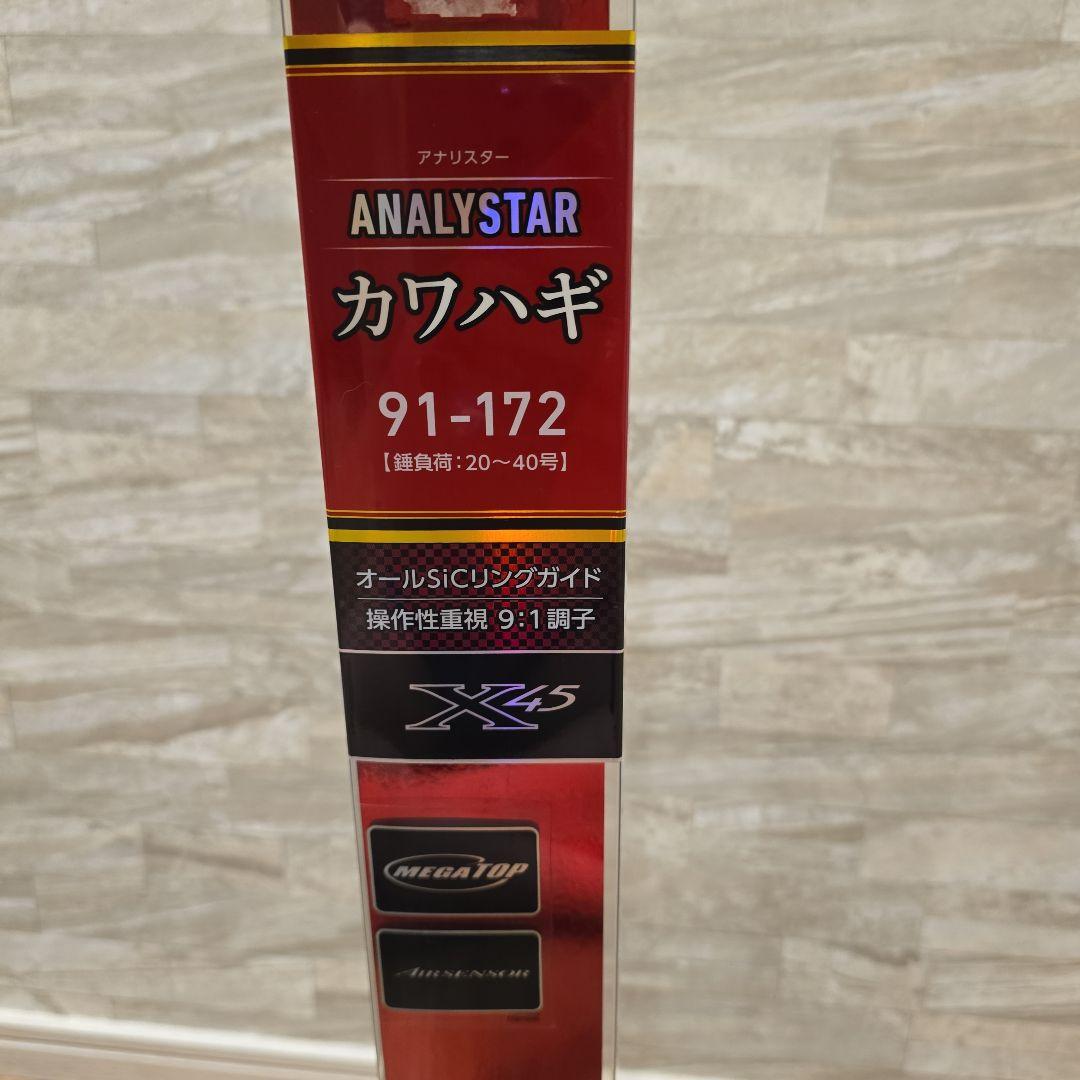 アナリスター
ANALYSTAR
カワハギ
91-172
【錘負荷：20〜40号】
オールSiCリングガイド
操作性重視 9：1調子
X45
MEGATOP
AIRSENSOR